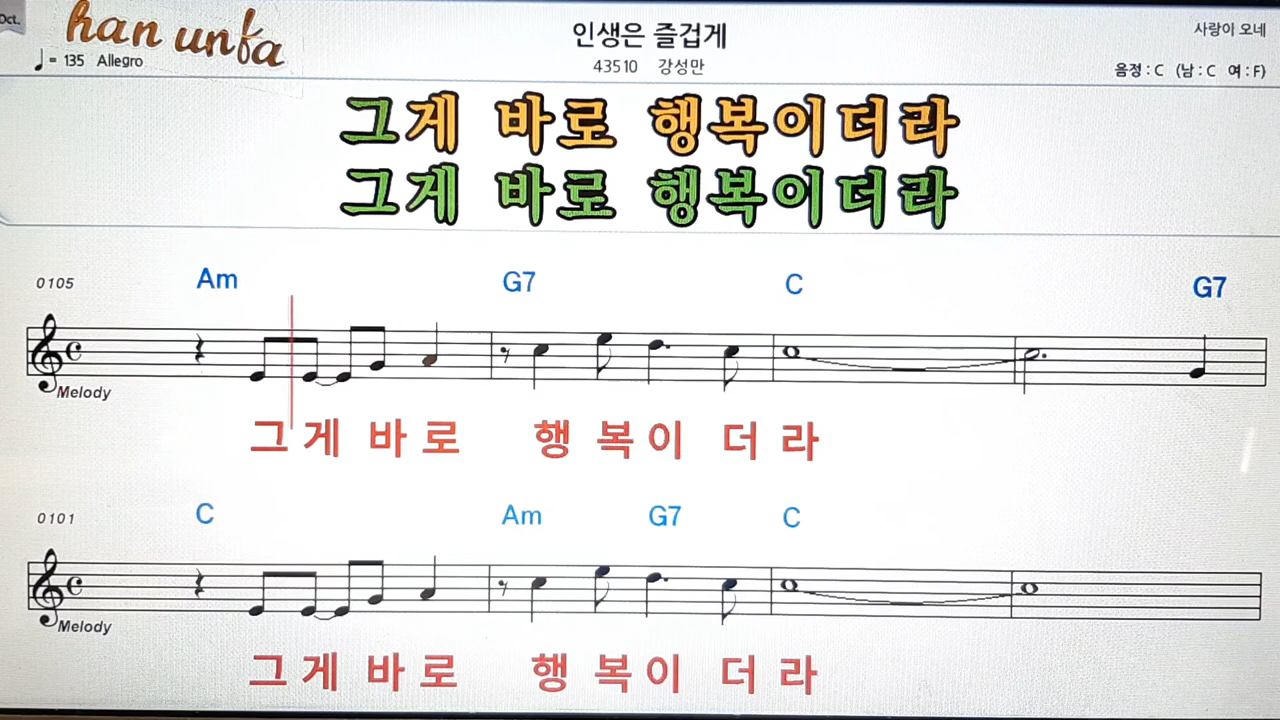 Oct.
han unfa
인생은 즐겁게
사랑이 오네
♩= 135 Allegro
43510 강성만
음정 : C (남 : C 여 : F)
그게 바로 행복이더라
그게 바로 행복이더라
0105 Am G7 C G7
Melody
그 게 바 로 행 복 이 더 라
0101 C Am G7 C
Melody
그 게 바 로 행 복 이 더 라